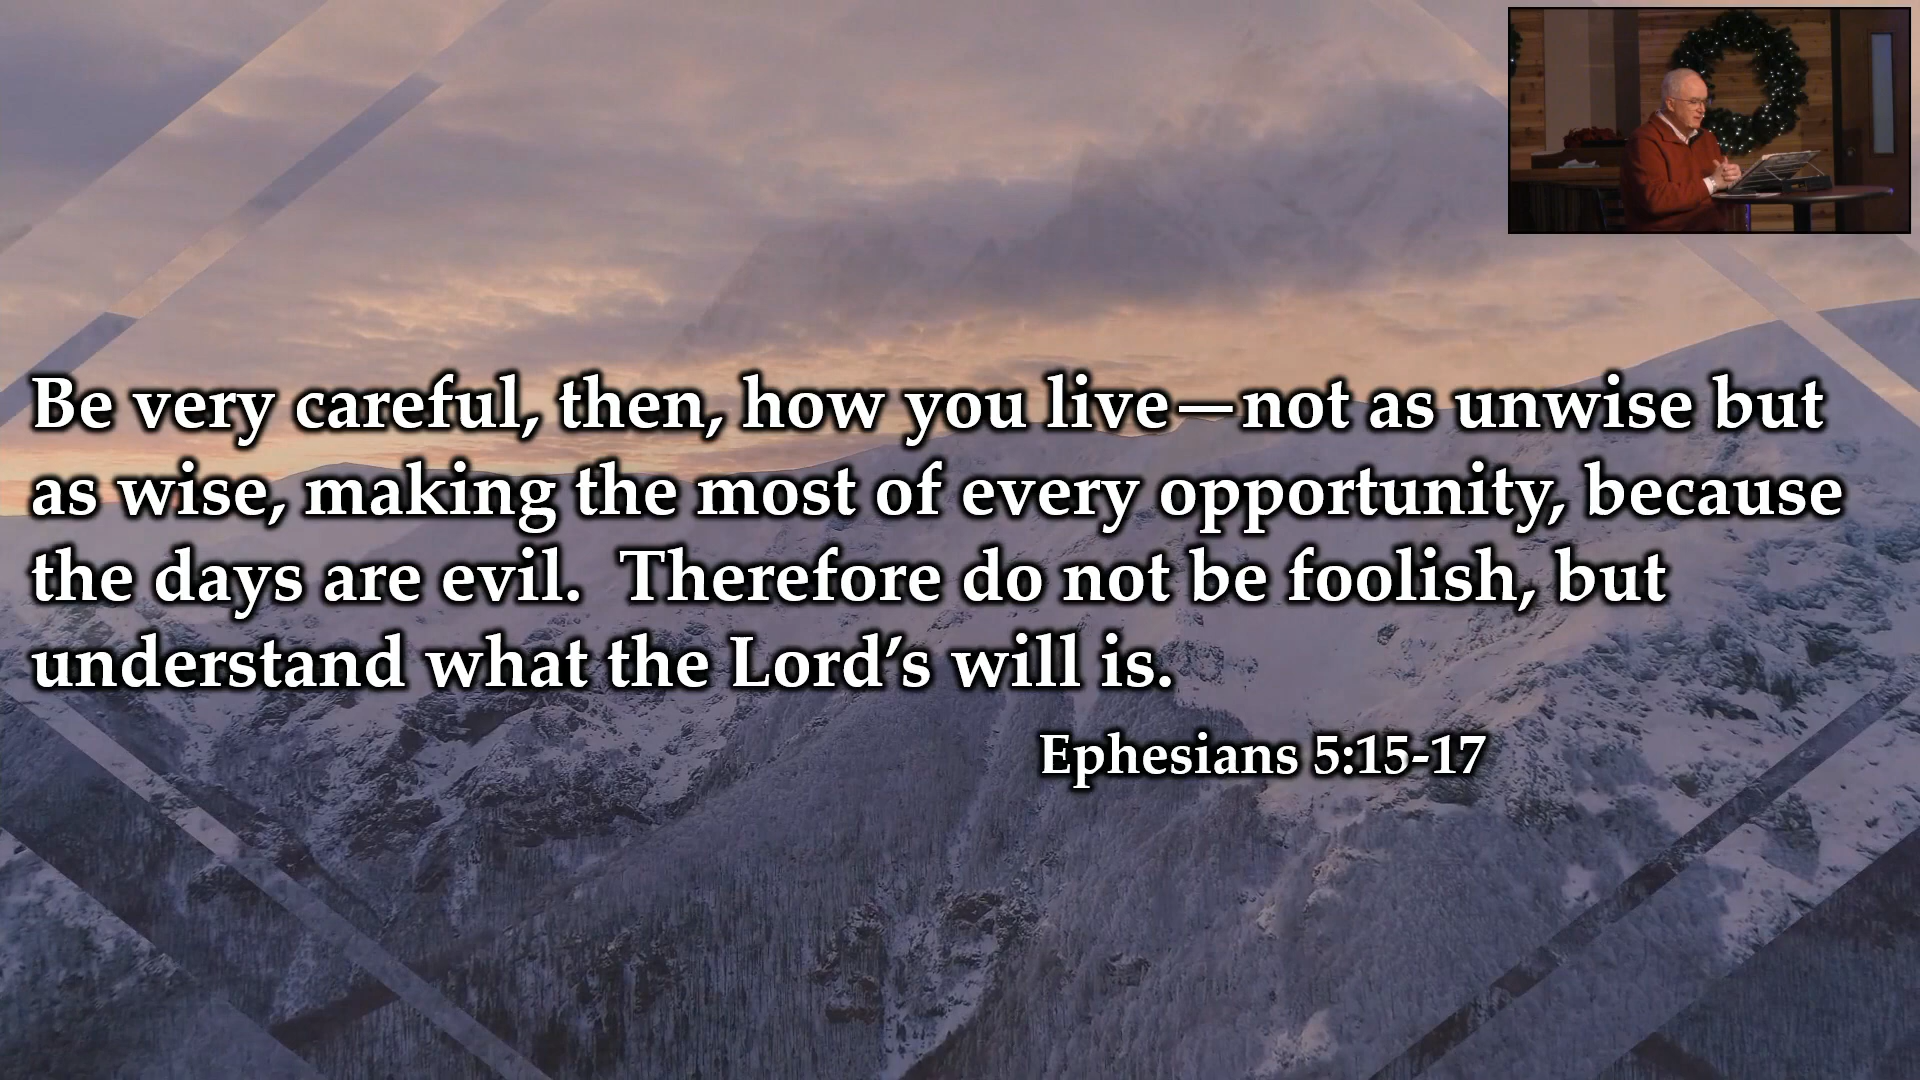 Be very careful, then, how you live—not as unwise but
as wise, making the most of every opportunity, because
the days are evil.  Therefore do not be foolish, but
understand what the Lord’s will is.
Ephesians 5:15-17